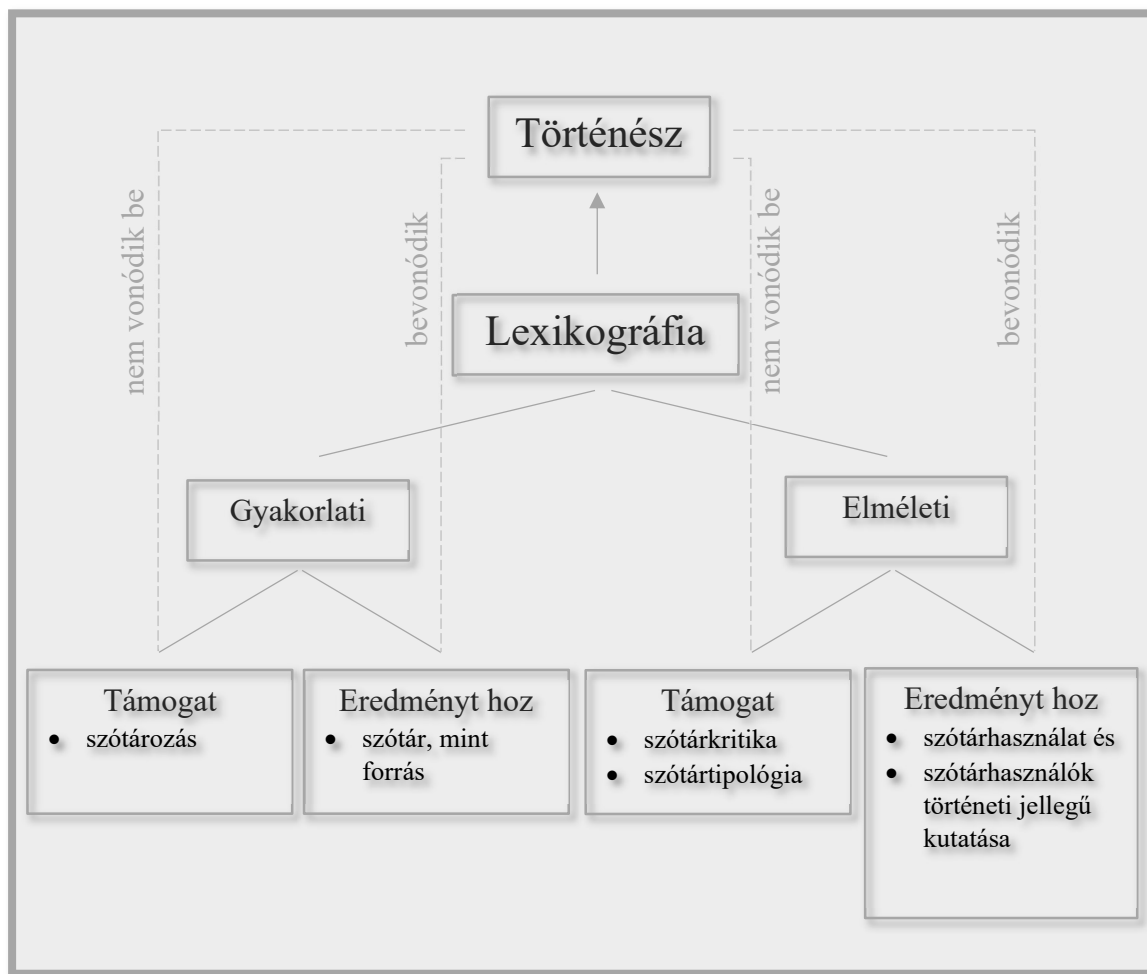 Történész
nem vonódik be
bevonódik
nem vonódik be
bevonódik
Lexikográfia
Gyakorlati
Elméleti
Támogat
• szótározás
Eredményt hoz
• szótár, mint
forrás
Támogat
• szótárkritika
• szótártipológia
Eredményt hoz
• szótárhasználat és
• szótárhasználók
történeti jellegű
kutatása